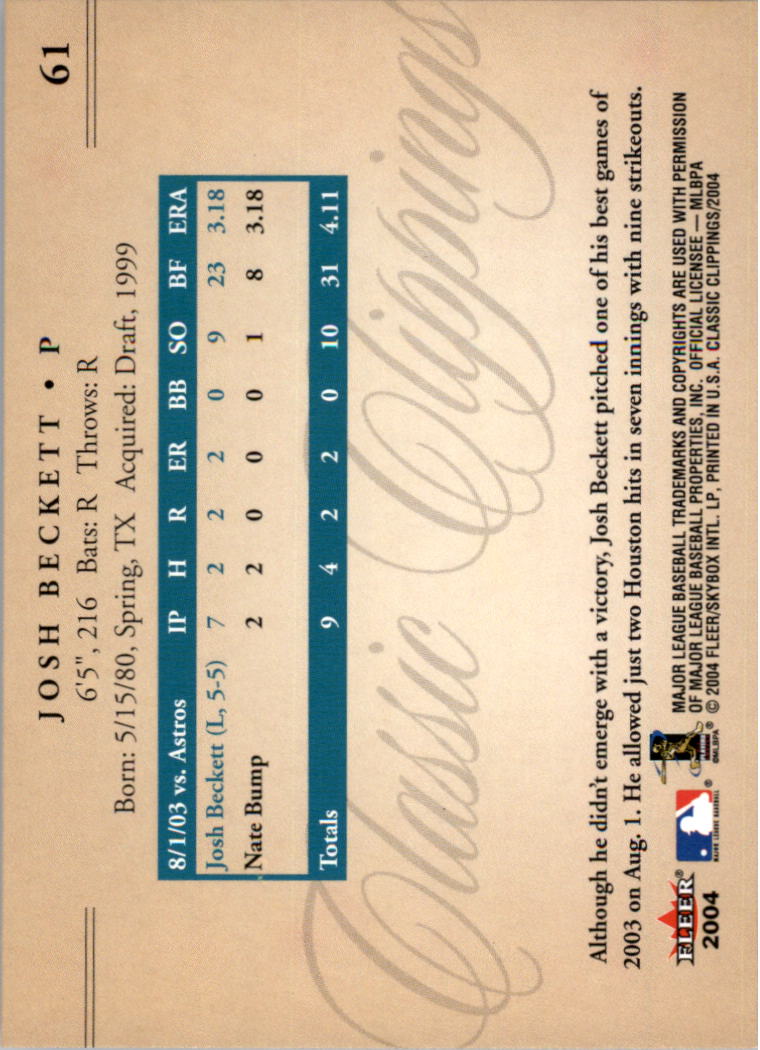 61
JOSH BECKETT • P
6'5", 216 Bats: R Throws: R
Born: 5/15/80, Spring, TX Acquired: Draft, 1999
8/1/03 vs. Astros IP H R ER BB SO BF ERA
Josh Beckett (L, 5-5) 7 2 2 2 0 9 23 3.18
Nate Bump 2 2 0 0 0 1 8 3.18
Totals 9 4 2 2 0 10 31 4.11
Classic Clippings
Although he didn't emerge with a victory, Josh Beckett pitched one of his best games of
2003 on Aug. 1. He allowed just two Houston hits in seven innings with nine strikeouts.
FLEER®
2004
MAJOR LEAGUE BASEBALL
®
®
©MLBPA
MAJOR LEAGUE BASEBALL TRADEMARKS AND COPYRIGHTS ARE USED WITH PERMISSION
OF MAJOR LEAGUE BASEBALL PROPERTIES, INC. OFFICIAL LICENSEE — MLBPA
© 2004 FLEER/SKYBOX INTL. LP, PRINTED IN U.S.A. CLASSIC CLIPPINGS/2004